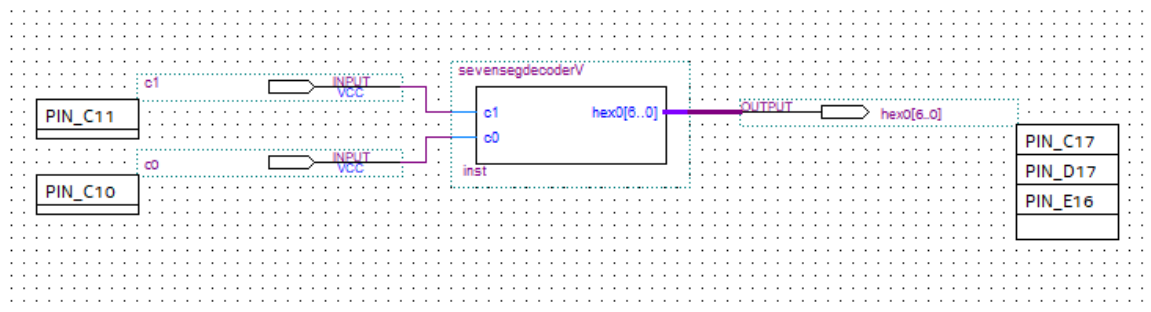 sevensegdecoderV
c1
INPUT
VCC
PIN_C11
c1
hex0[6..0]
OUTPUT
hex0[6..0]
c0
PIN_C17
c0
INPUT
VCC
inst
PIN_D17
PIN_C10
PIN_E16